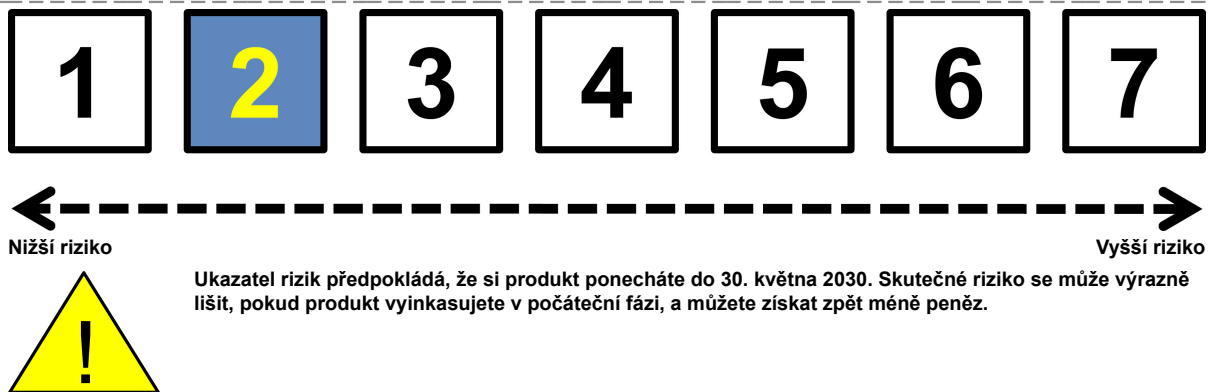 1 2 3 4 5 6 7
Nižší riziko Vyšší riziko
Ukazatel rizik předpokládá, že si produkt ponecháte do 30. května 2030. Skutečné riziko se může výrazně
lišit, pokud produkt vyinkasujete v počáteční fázi, a můžete získat zpět méně peněz.
!